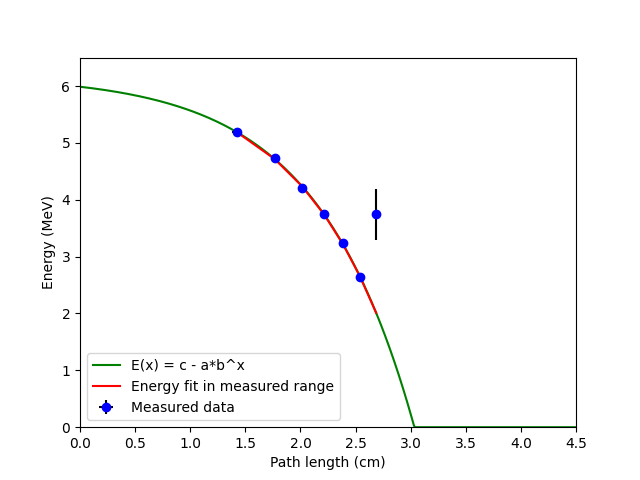 6
5
4
3
2
1
0
Energy (MeV)
E(x) = c - a*b^x
Energy fit in measured range
Measured data
0.0 0.5 1.0 1.5 2.0 2.5 3.0 3.5 4.0 4.5
Path length (cm)